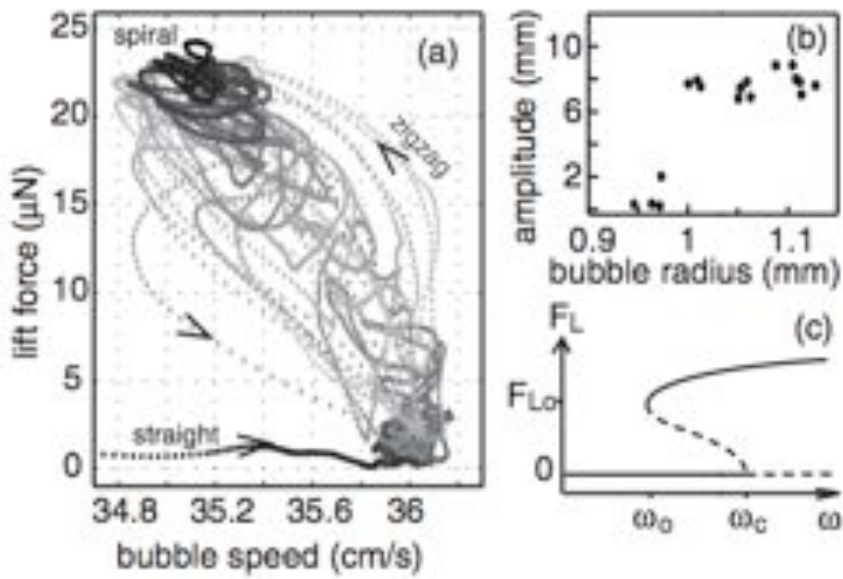 25
20
15
10
5
0
lift force (μN)
spiral
(a)
zigzag
straight
34.8 35.2 35.6 36
bubble speed (cm/s)
(b)
10
6
2
amplitude (mm)
0.9 1 1.1
bubble radius (mm)
(c)
F_L
F_Lo
0
ω_o ω_c ω